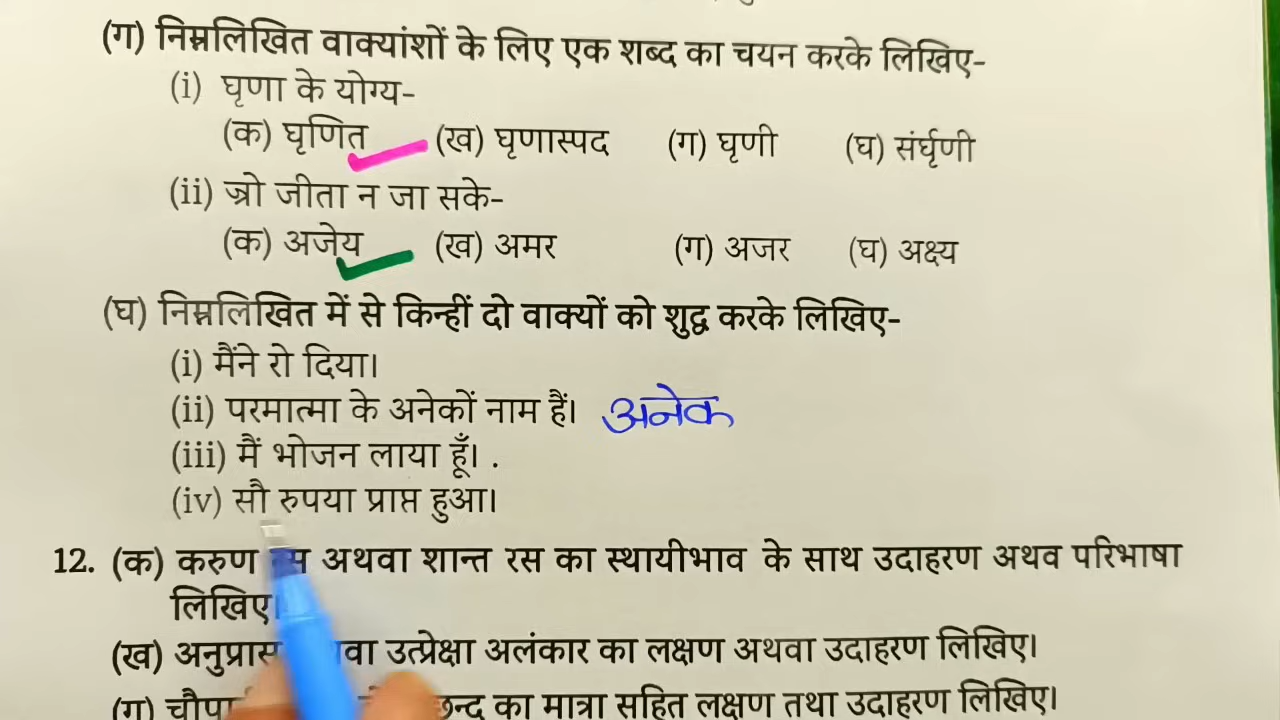 (ग) निम्नलिखित वाक्यांशों के लिए एक शब्द का चयन करके लिखिए-
(i) घृणा के योग्य-
(क) घृणित (ख) घृणास्पद (ग) घृणी (घ) संर्घृणी
(ii) जो जीता न जा सके-
(क) अजेय (ख) अमर (ग) अजर (घ) अक्ष्य
(घ) निम्नलिखित में से किन्हीं दो वाक्यों को शुद्ध करके लिखिए-
(i) मैंने रो दिया।
(ii) परमात्मा के अनेकों नाम हैं। अनेक
(iii) मैं भोजन लाया हूँ। .
(iv) सौ रुपया प्राप्त हुआ।
12. (क) करुण रस अथवा शान्त रस का स्थायीभाव के साथ उदाहरण अथव परिभाषा
लिखिए।
(ख) अनुप्रास अथवा उत्प्रेक्षा अलंकार का लक्षण अथवा उदाहरण लिखिए।
(ग) छन्द का मात्रा सहित लक्षण तथा उदाहरण लिखिए।